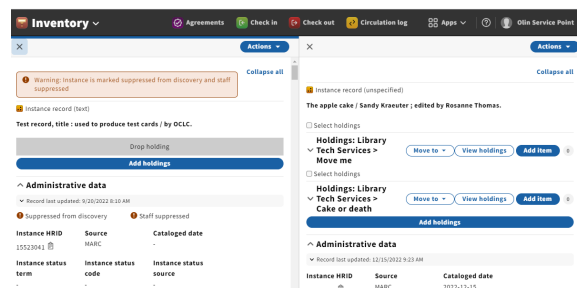 Inventory
Agreements
Check in
Check out
Circulation log
Apps
Olin Service Point
Actions
Collapse all
Warning: Instance is marked suppressed from discovery and staff
suppressed
Instance record (text)
Test record, title : used to produce test cards / by OCLC.
Drop holding
Add holdings
Administrative data
Record last updated: 9/20/2022 8:10 AM
Suppressed from discovery
Staff suppressed
Instance HRID
Source
Cataloged date
15523041
MARC
-
Instance status
term
Instance status
code
Instance status
source
-
-
-
Actions
Collapse all
Instance record (unspecified)
The apple cake / Sandy Kraeuter ; edited by Rosanne Thomas.
Select holdings
Holdings: Library
Tech Services >
Move me
Move to
View holdings
Add item
0
Select holdings
Holdings: Library
Tech Services >
Cake or death
Move to
View holdings
Add item
0
Add holdings
Administrative data
Record last updated: 12/15/2022 9:23 AM
Instance HRID
Source
Cataloged date
MARC
2022-12-15